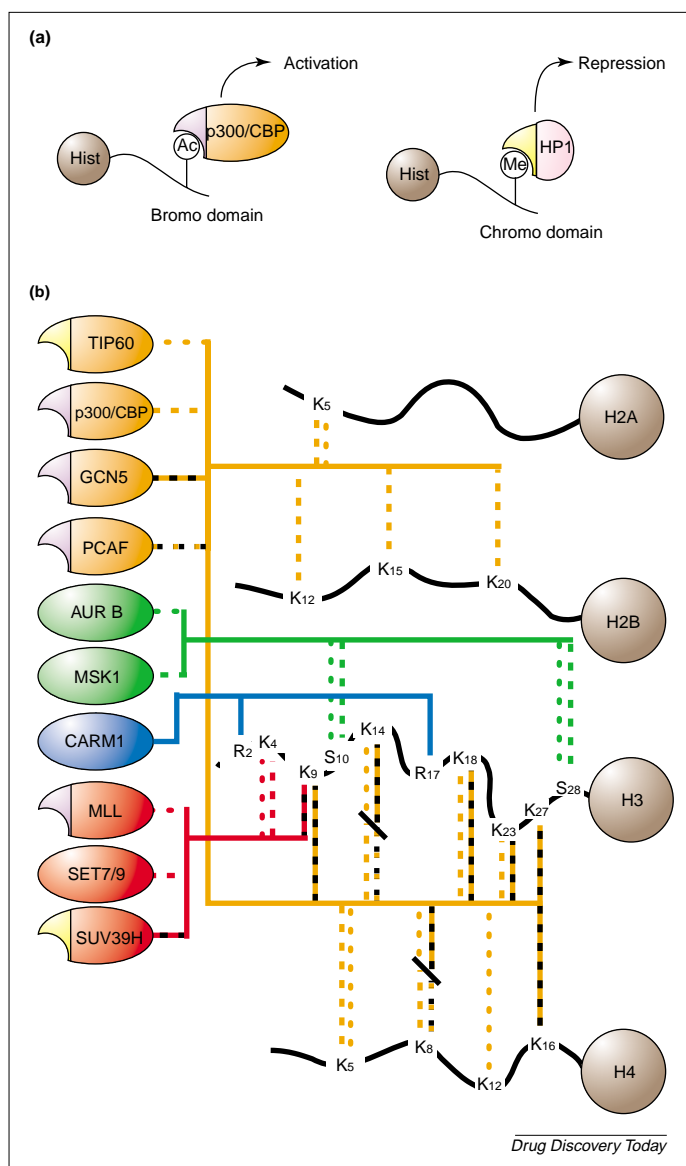 (a)
Activation
Repression
Hist
Ac
p300/CBP
Bromo domain
Hist
Me
HP1
Chromo domain
(b)
TIP60
p300/CBP
GCN5
PCAF
AUR B
MSK1
CARM1
MLL
SET7/9
SUV39H
K5
H2A
K12
K15
K20
H2B
R2
K4
K9
S10
K14
R17
K18
K23
K27
S28
H3
K5
K8
K12
K16
H4
Drug Discovery Today